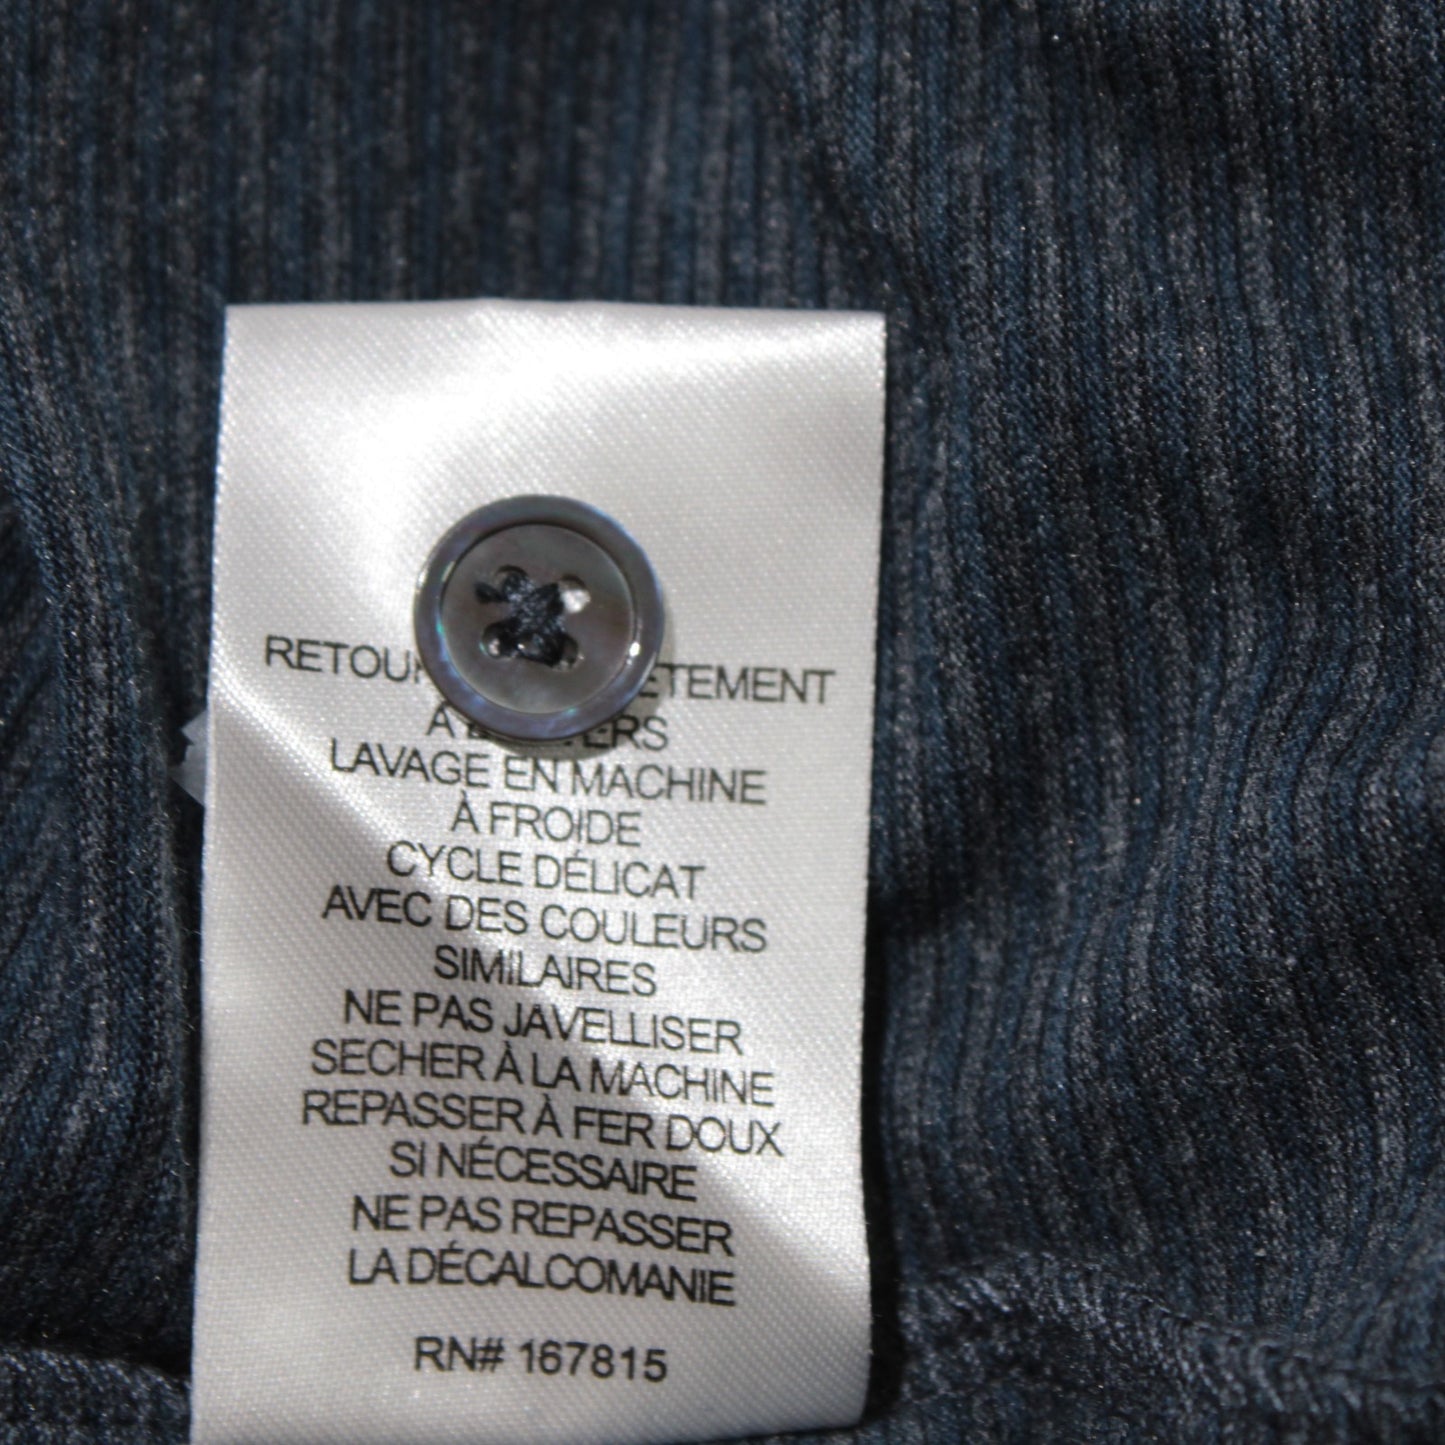 TEMENT
LAVAGE EN MACHINE
À FROIDE
CYCLE DÉLICAT
AVEC DES COULEURS
SIMILAIRES
NE PAS JAVELLISER
SECHER À LA MACHINE
REPASSER À FER DOUX
SI NÉCESSAIRE
NE PAS REPASSER
LA DÉCALCOMANIE
RN# 167815